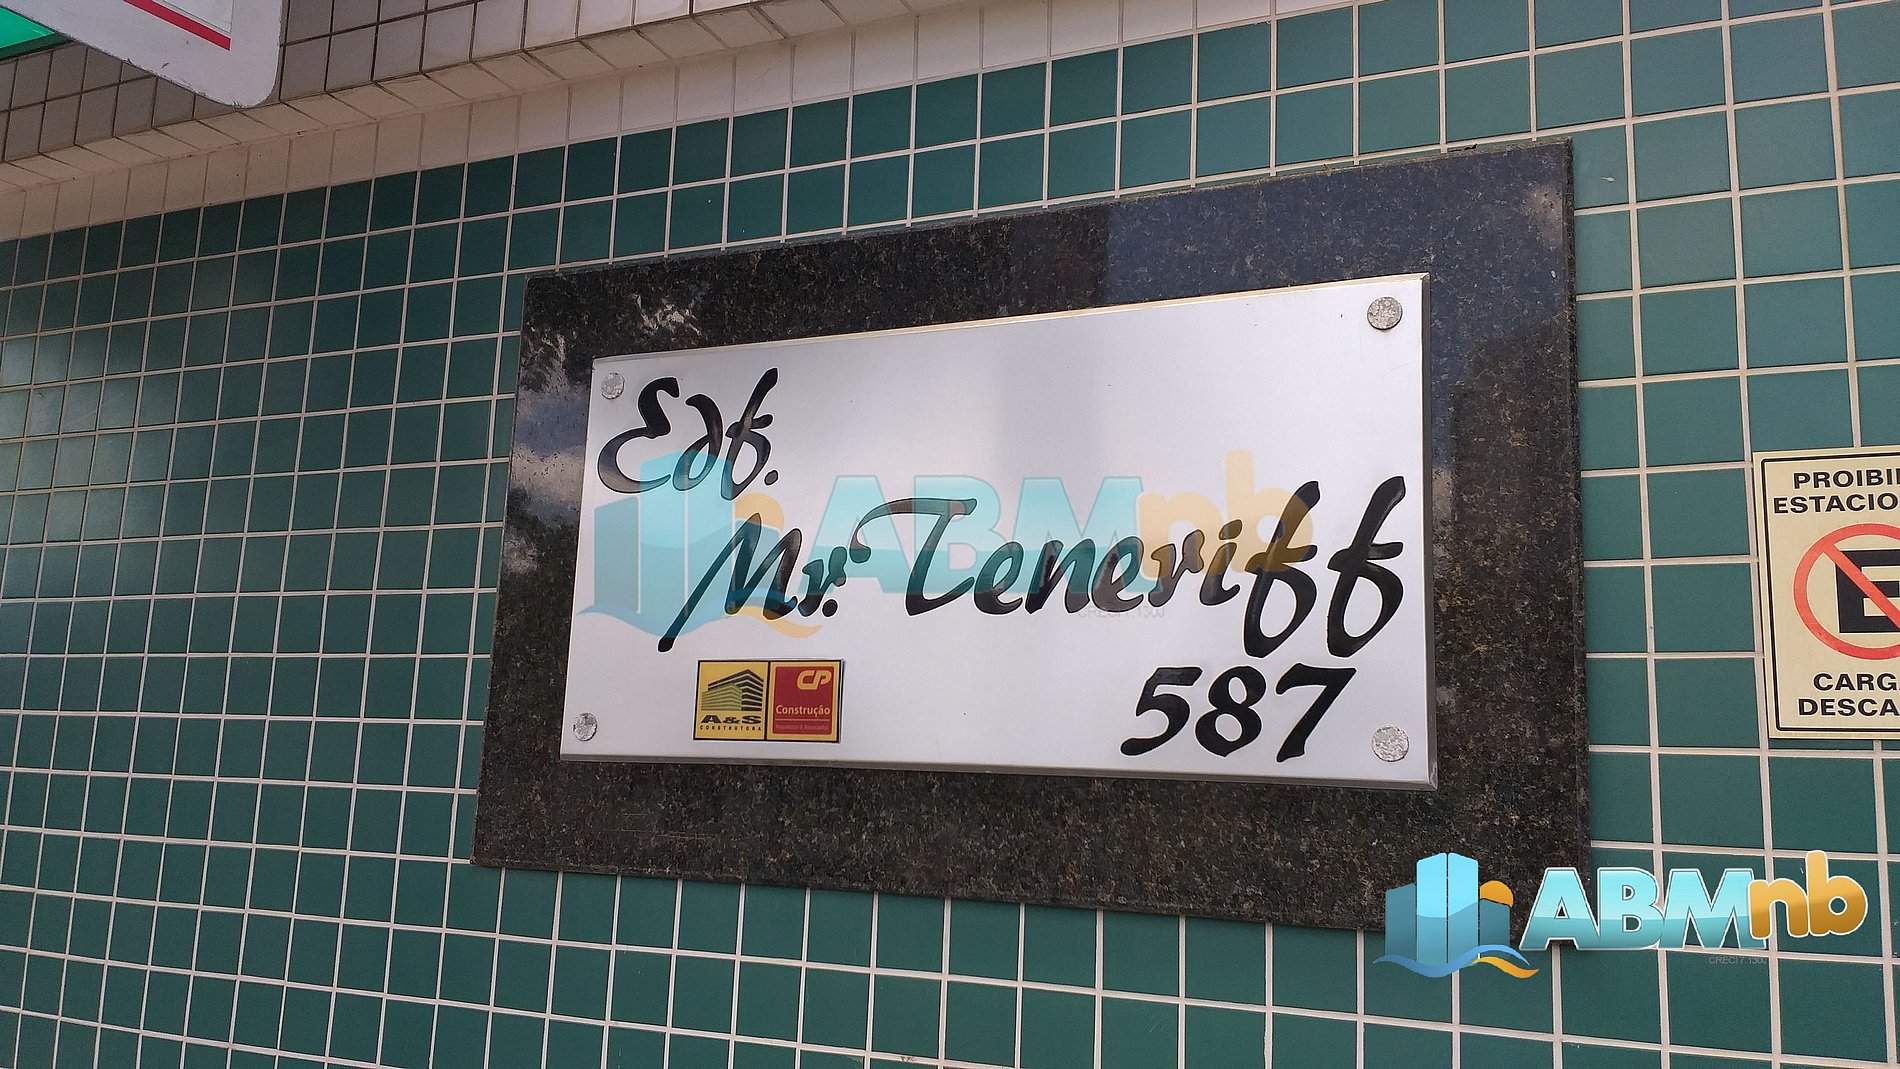 Edf.
Mr. Teneriff
587
A&S
CONSTRUTORA
CP
Construção
PROIBI
ESTACIO
E
CARGA
DESCA
ABMnb
ABMnb